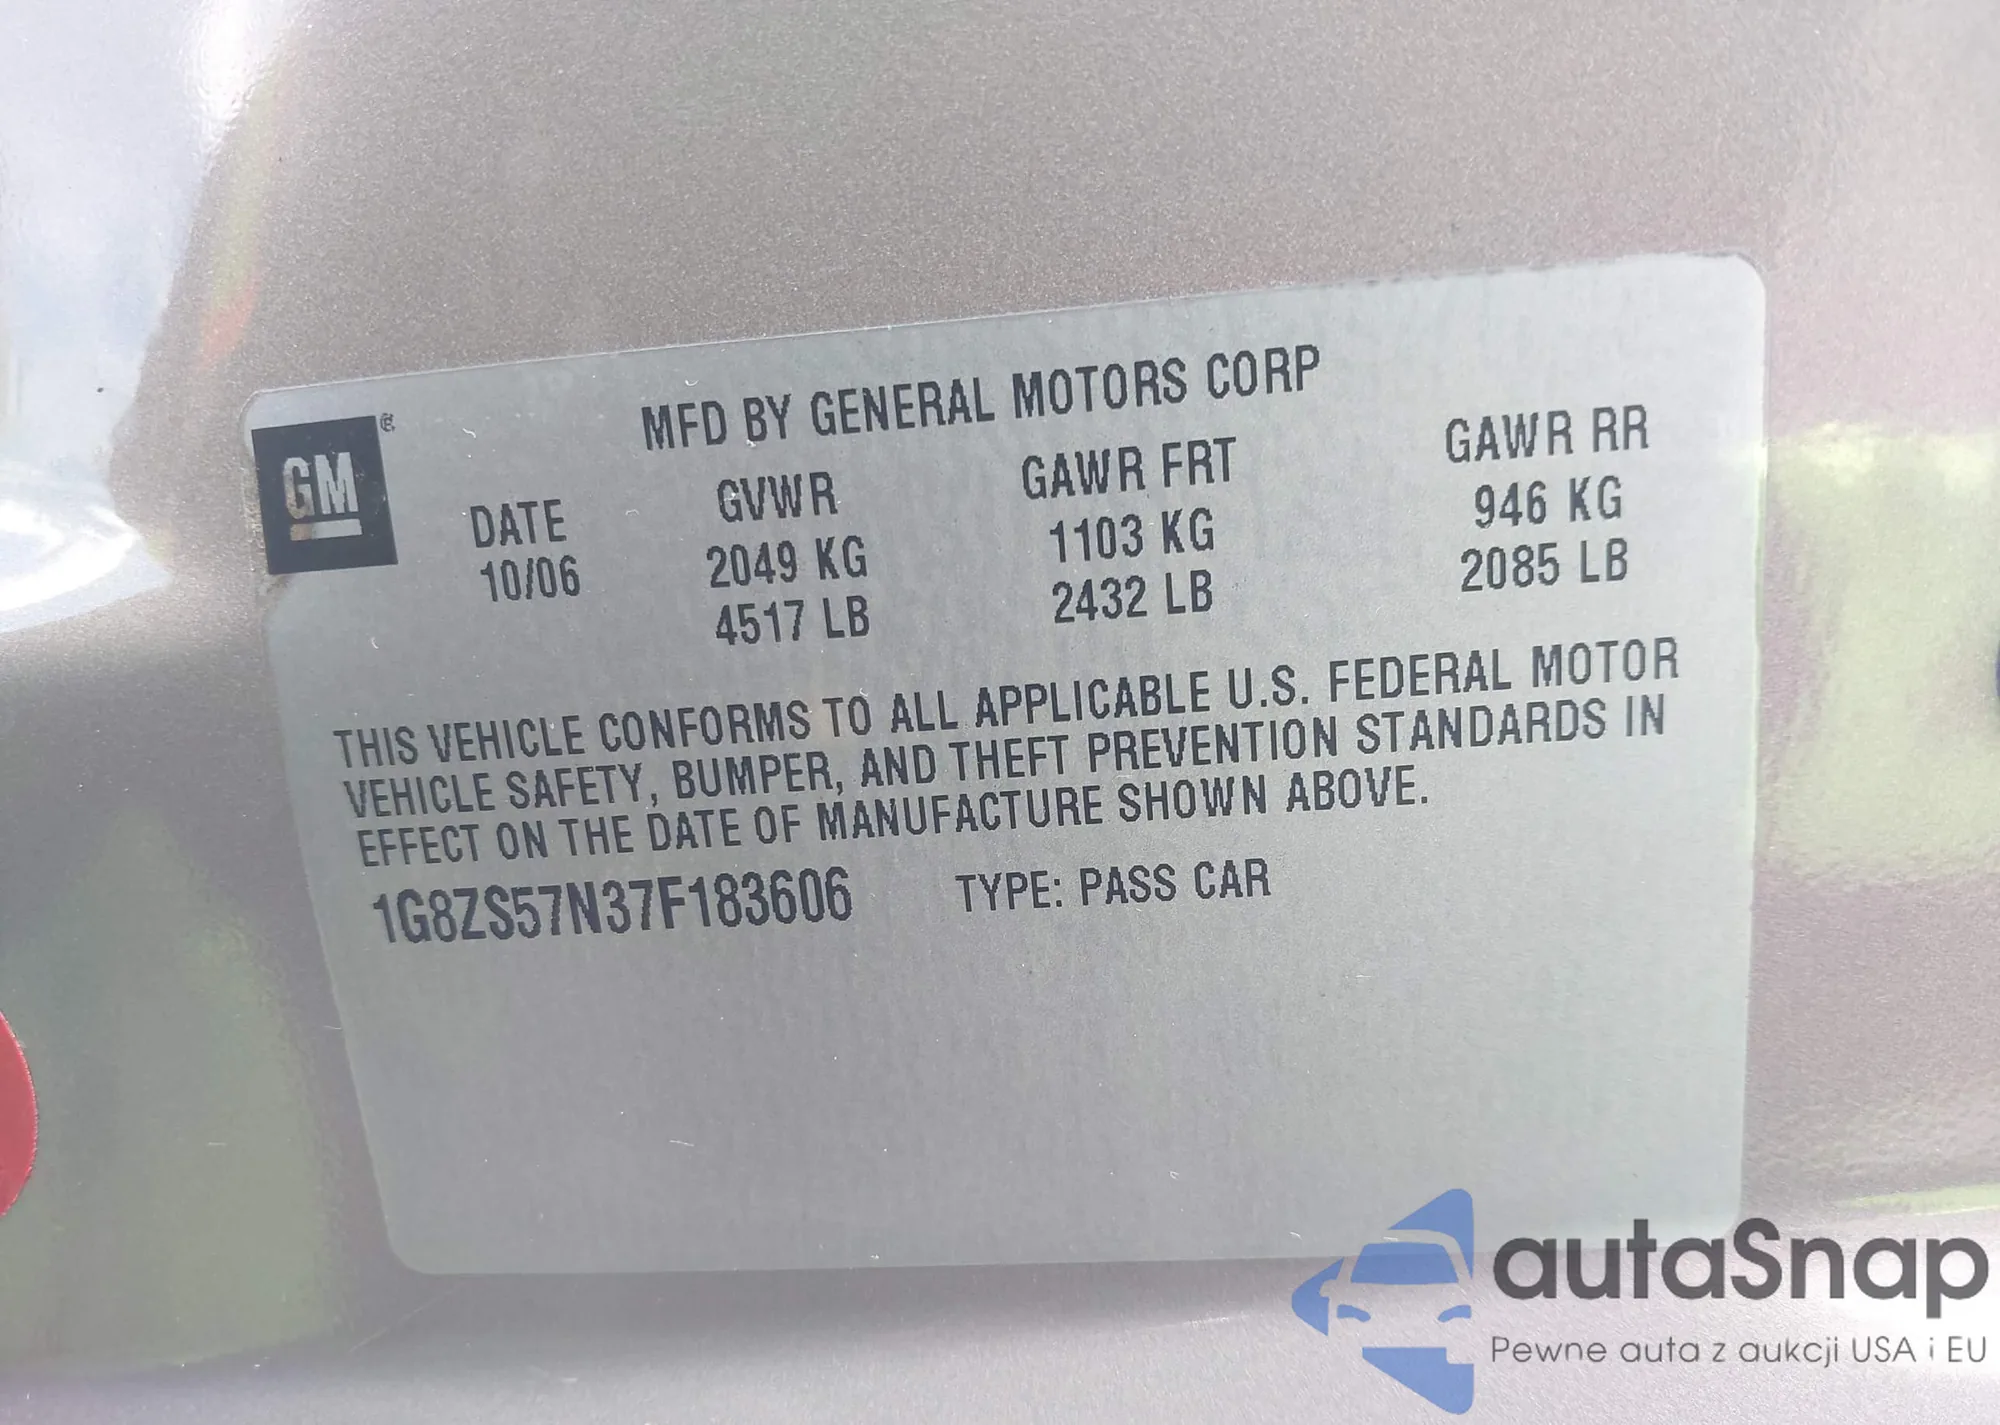 GM
MFD BY GENERAL MOTORS CORP
DATE GVWR GAWR FRT GAWR RR
10/06 2049 KG 1103 KG 946 KG
4517 LB 2432 LB 2085 LB
THIS VEHICLE CONFORMS TO ALL APPLICABLE U.S. FEDERAL MOTOR
VEHICLE SAFETY, BUMPER, AND THEFT PREVENTION STANDARDS IN
EFFECT ON THE DATE OF MANUFACTURE SHOWN ABOVE.
1G8ZS57N37F183606 TYPE: PASS CAR
autaSnap
Pewne auta z aukcji USA i EU